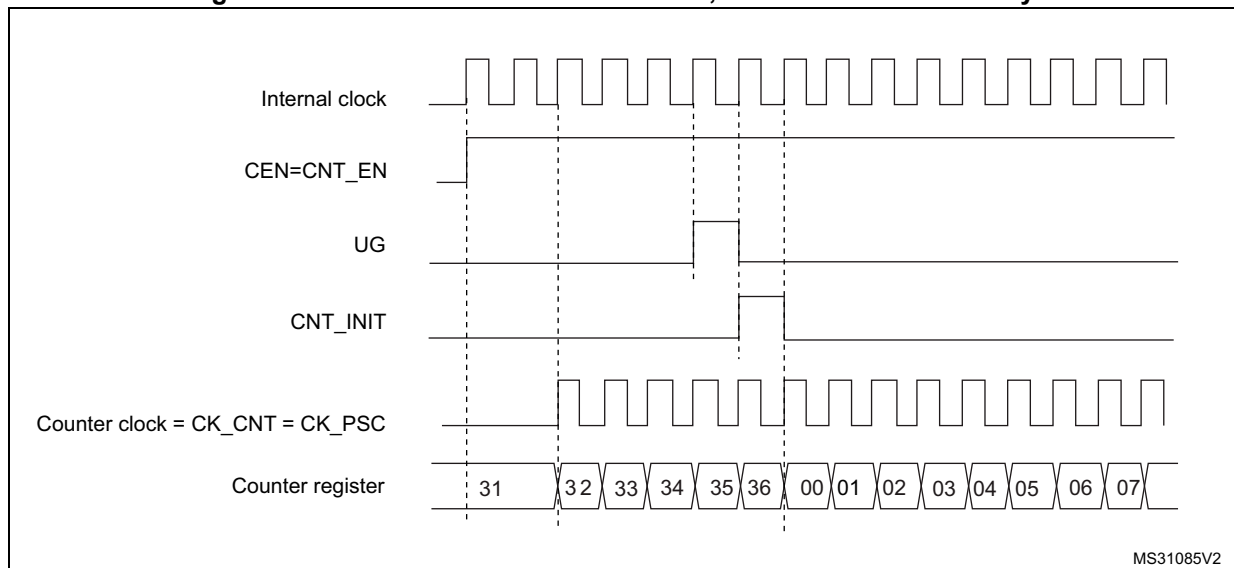 Internal clock
CEN=CNT_EN
UG
CNT_INIT
Counter clock = CK_CNT = CK_PSC
Counter register 31 32 33 34 35 36 00 01 02 03 04 05 06 07
MS31085V2